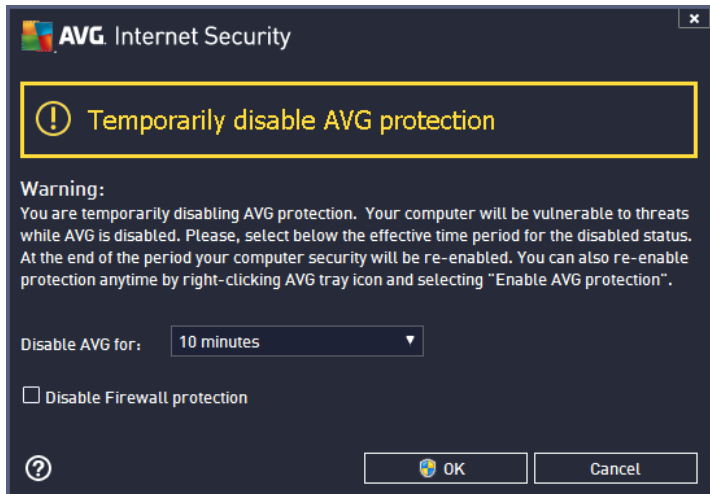 AVG. Internet Security
Temporarily disable AVG protection
Warning:
You are temporarily disabling AVG protection. Your computer will be vulnerable to threats
while AVG is disabled. Please, select below the effective time period for the disabled status.
At the end of the period your computer security will be re-enabled. You can also re-enable
protection anytime by right-clicking AVG tray icon and selecting "Enable AVG protection".
Disable AVG for: 10 minutes
Disable Firewall protection
OK Cancel